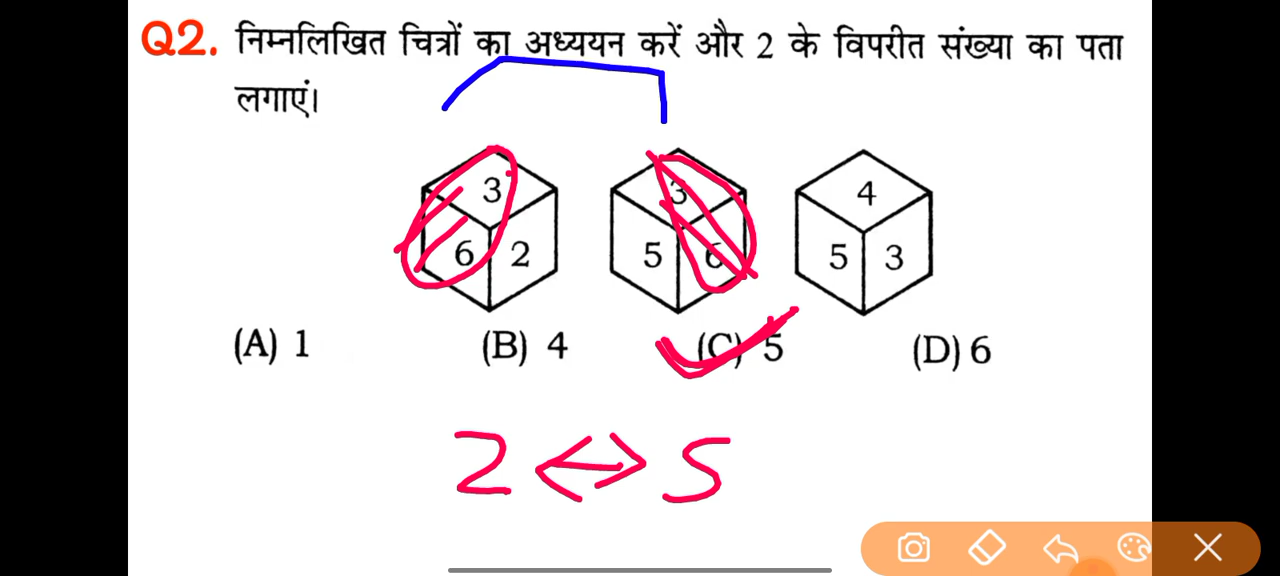 Q2. निम्नलिखित चित्रों का अध्ययन करें और 2 के विपरीत संख्या का पता
लगाएं।
3 3 4
6 2 5 6 5 3
(A) 1 (B) 4 (C) 5 (D) 6
2 ↔ 5